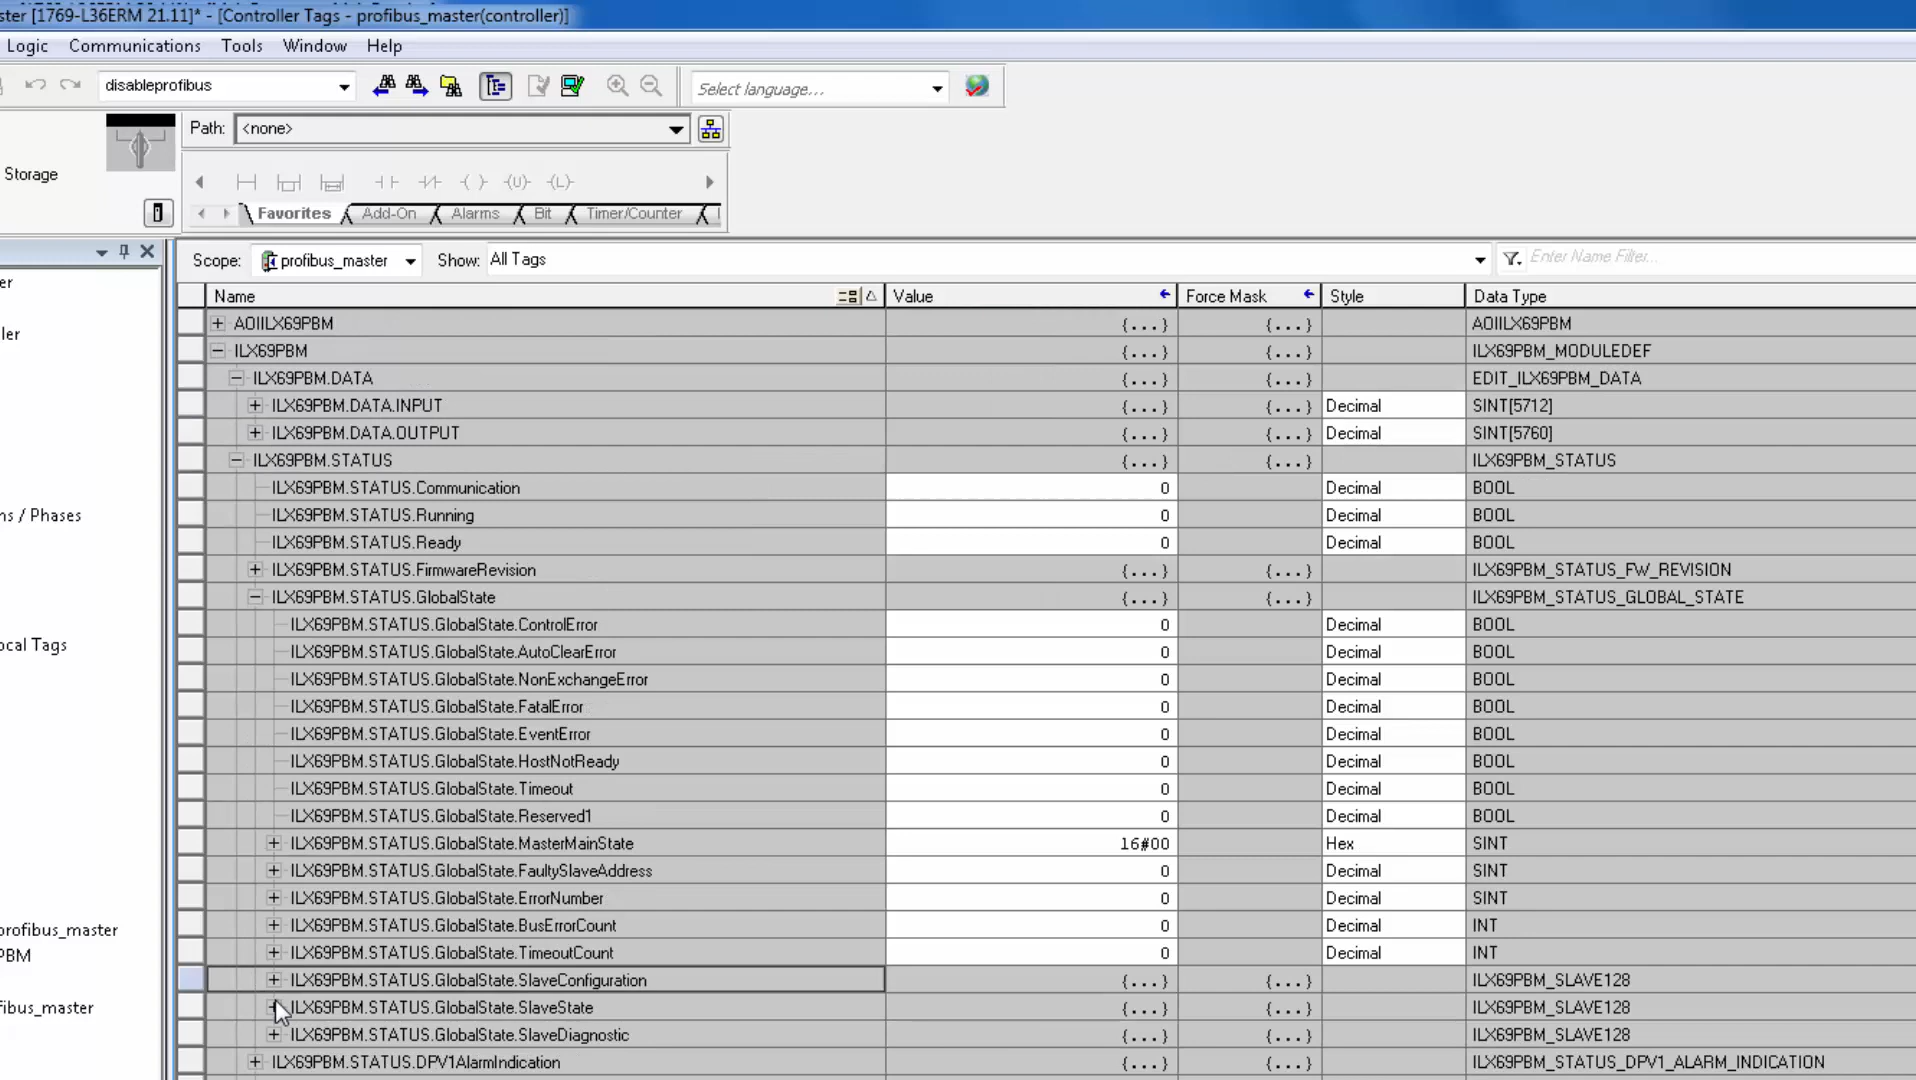 ster [1769-L36ERM 21.11]* - [Controller Tags - profibus_master(controller)]
Logic Communications Tools Window Help
disableprofibus Select language...
Path: <none>
Storage
Favorites Add-On Alarms Bit Timer/Counter
Scope: profibus_master Show: All Tags Enter Name Filter...
er
ler
ns / Phases
ocal Tags
profibus_master
PBM
fibus_master
Name Value Force Mask Style Data Type
AOIILX69PBM {...} {...} AOIILX69PBM
ILX69PBM {...} {...} ILX69PBM_MODULEDEF
ILX69PBM.DATA {...} {...} EDIT_ILX69PBM_DATA
ILX69PBM.DATA.INPUT {...} {...} Decimal SINT[5712]
ILX69PBM.DATA.OUTPUT {...} {...} Decimal SINT[5760]
ILX69PBM.STATUS {...} {...} ILX69PBM_STATUS
ILX69PBM.STATUS.Communication 0 Decimal BOOL
ILX69PBM.STATUS.Running 0 Decimal BOOL
ILX69PBM.STATUS.Ready 0 Decimal BOOL
ILX69PBM.STATUS.FirmwareRevision {...} {...} ILX69PBM_STATUS_FW_REVISION
ILX69PBM.STATUS.GlobalState {...} {...} ILX69PBM_STATUS_GLOBAL_STATE
ILX69PBM.STATUS.GlobalState.ControlError 0 Decimal BOOL
ILX69PBM.STATUS.GlobalState.AutoClearError 0 Decimal BOOL
ILX69PBM.STATUS.GlobalState.NonExchangeError 0 Decimal BOOL
ILX69PBM.STATUS.GlobalState.FatalError 0 Decimal BOOL
ILX69PBM.STATUS.GlobalState.EventError 0 Decimal BOOL
ILX69PBM.STATUS.GlobalState.HostNotReady 0 Decimal BOOL
ILX69PBM.STATUS.GlobalState.Timeout 0 Decimal BOOL
ILX69PBM.STATUS.GlobalState.Reserved1 0 Decimal BOOL
ILX69PBM.STATUS.GlobalState.MasterMainState 16#00 Hex SINT
ILX69PBM.STATUS.GlobalState.FaultySlaveAddress 0 Decimal SINT
ILX69PBM.STATUS.GlobalState.ErrorNumber 0 Decimal SINT
ILX69PBM.STATUS.GlobalState.BusErrorCount 0 Decimal INT
ILX69PBM.STATUS.GlobalState.TimeoutCount 0 Decimal INT
ILX69PBM.STATUS.GlobalState.SlaveConfiguration {...} {...} ILX69PBM_SLAVE128
ILX69PBM.STATUS.GlobalState.SlaveState {...} {...} ILX69PBM_SLAVE128
ILX69PBM.STATUS.GlobalState.SlaveDiagnostic {...} {...} ILX69PBM_SLAVE128
ILX69PBM.STATUS.DPV1AlarmIndication {...} {...} ILX69PBM_STATUS_DPV1_ALARM_INDICATION